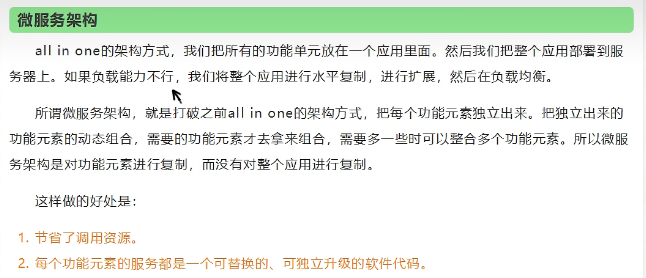 微服务架构
all in one的架构方式，我们把所有的功能单元放在一个应用里面。然后我们把整个应用部署到服
务器上。如果负载能力不行，我们将整个应用进行水平复制，进行扩展，然后在负载均衡。
所谓微服务架构，就是打破之前all in one的架构方式，把每个功能元素独立出来。把独立出来的
功能元素的动态组合，需要的功能元素才去拿来组合，需要多一些时可以整合多个功能元素。所以微服
务架构是对功能元素进行复制，而没有对整个应用进行复制。
这样做的好处是：
1. 节省了调用资源。
2. 每个功能元素的服务都是一个可替换的、可独立升级的软件代码。